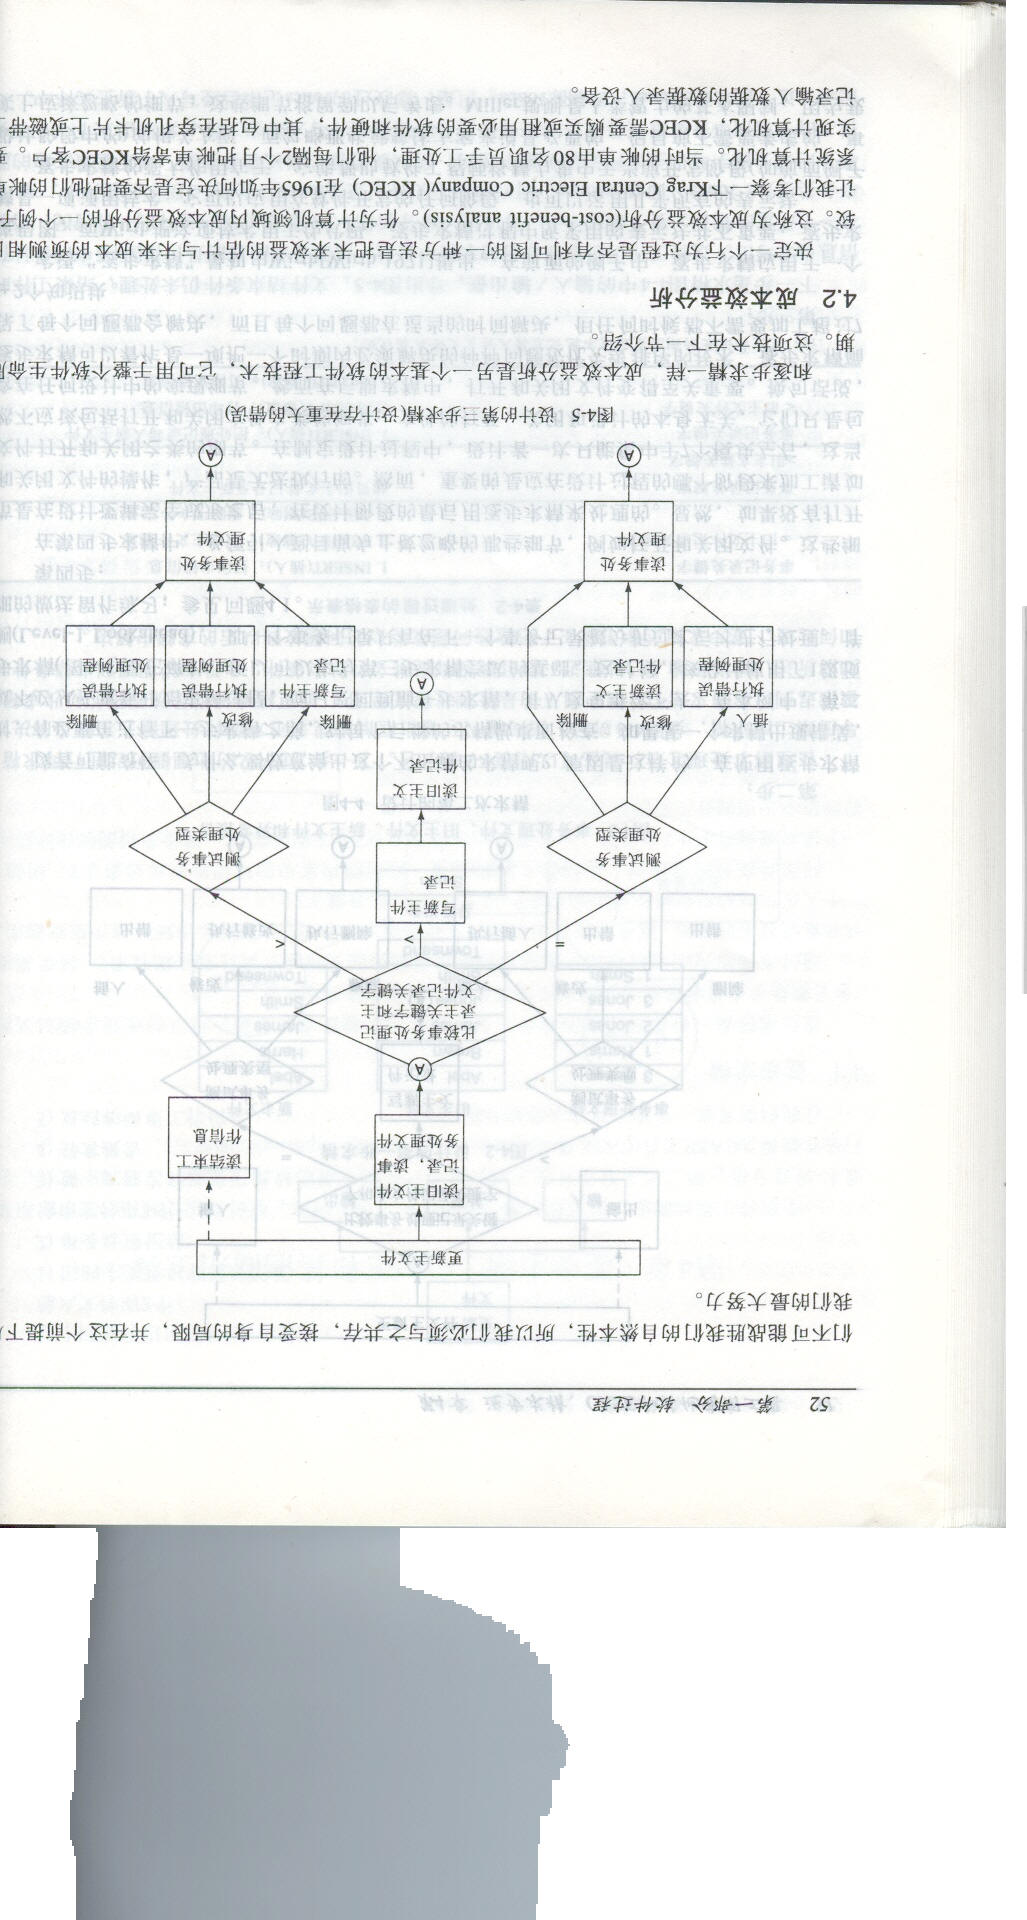 52 第一部分 软件过程
们不可能战胜我们的自然本性，所以我们必须与之共存，接受自身的局限，并在这个前提下
我们的最大努力。
更新主文件
读旧主文件
记录，读事
务处理文件
读结束工
作信息
A
比较事务处理记
录关键字和主
文件记录关键字
=
>
<
测试事务
处理类型
写新主件
记录
测试事务
处理类型
插入
修改
删除
读旧主文
件记录
删除
修改
删除
执行错误
处理例程
读新主文
件记录
A
写新主件
记录
执行错误
处理例程
执行错误
处理例程
读事务处
理文件
读事务处
理文件
A
A
图4-5 设计的第三步求精(设计存在重大的错误)
和逐步求精一样，成本效益分析是另一个基本的软件工程技术，它可用于整个软件生命
期。这项技术在下一节介绍。
4.2 成本效益分析
决定一个行为过程是否有利可图的一种方法是把未来效益的估计与未来成本的预测相
较。这称为成本效益分析(cost-benefit analysis)。作为计算机领域内成本效益分析的一个例子
让我们考察一下Krag Central Electric Company( KCEC) 在1965年如何决定是否要把他们的帐单
系统计算机化。当时的帐单由80名职员手工处理，他们每隔2个月把帐单寄给KCEC客户。
实现计算机化，KCEC需要购买或租用必要的软件和硬件，其中包括在穿孔机卡片上或磁带
记录输入数据的数据录入设备。